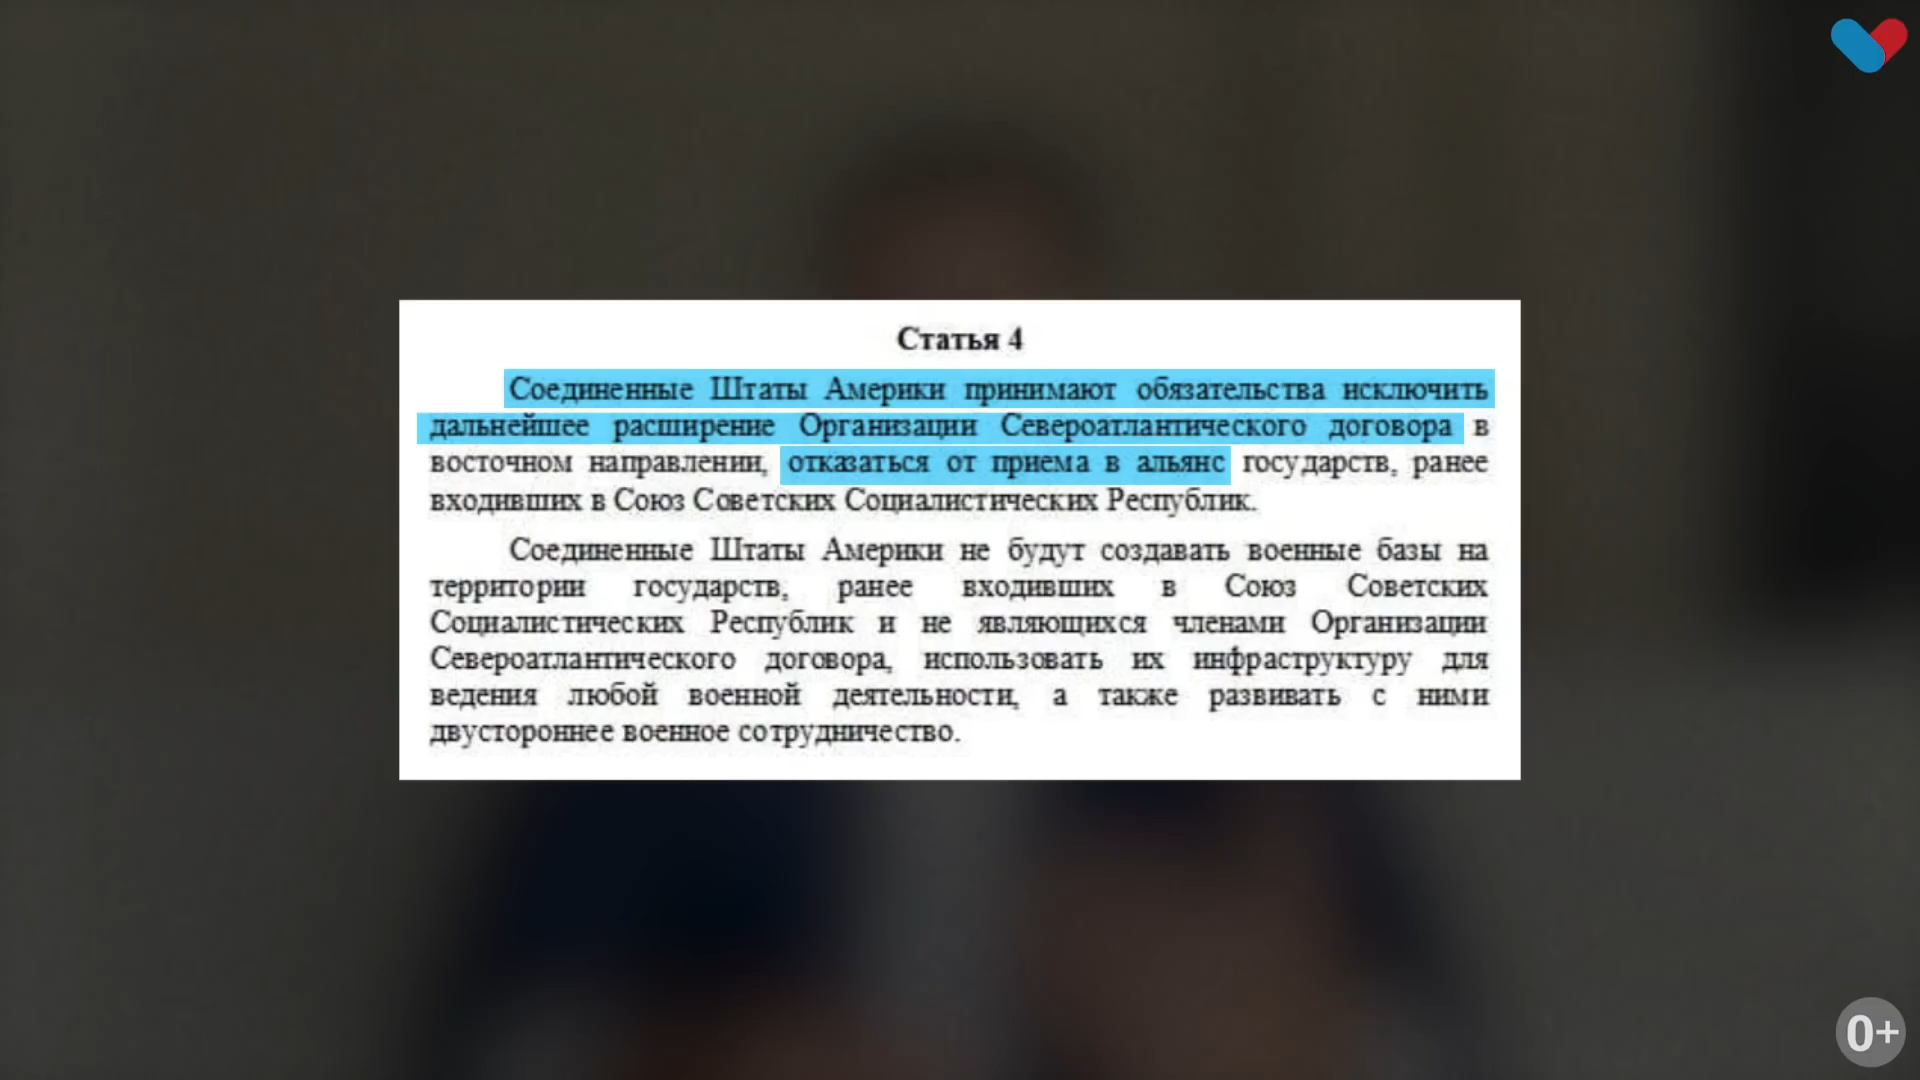 Статья 4
Соединенные Штаты Америки принимают обязательства исключить
дальнейшее расширение Организации Североатлантического договора в
восточном направлении, отказаться от приема в альянс государств, ранее
входивших в Союз Советских Социалистических Республик.
Соединенные Штаты Америки не будут создавать военные базы на
территории государств, ранее входивших в Союз Советских
Социалистических Республик и не являющихся членами Организации
Североатлантического договора, использовать их инфраструктуру для
ведения любой военной деятельности, а также развивать с ними
двустороннее военное сотрудничество.
0+